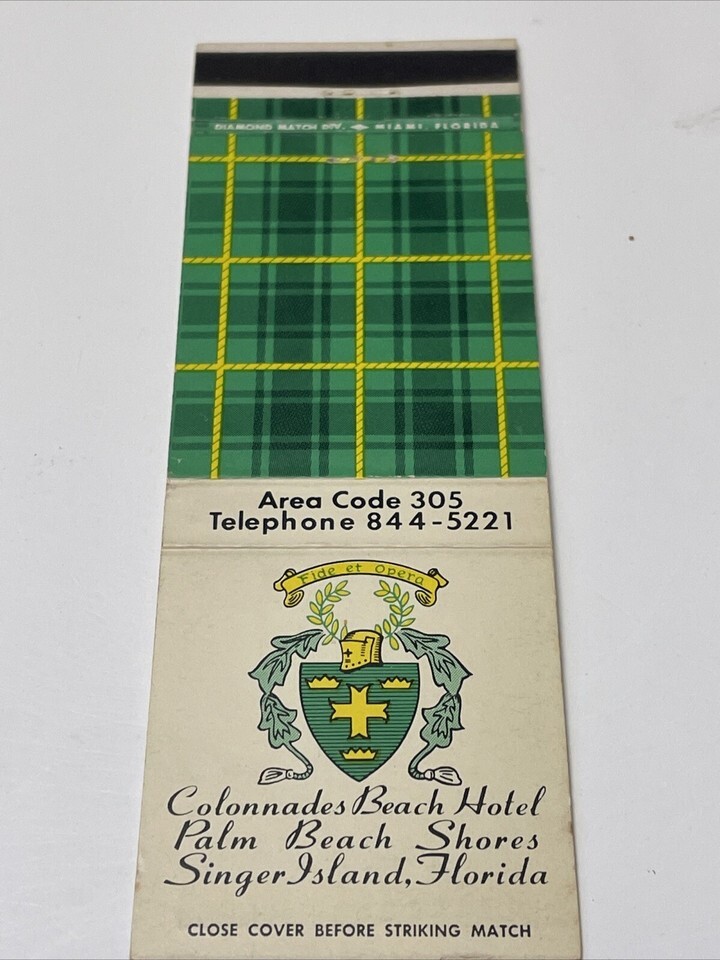 DIAMOND MATCH DIV. MIAMI, FLORIDA
Area Code 305
Telephone 844-5221
Fide et Opera
Colonnades Beach Hotel
Palm Beach Shores
Singer Island, Florida
CLOSE COVER BEFORE STRIKING MATCH